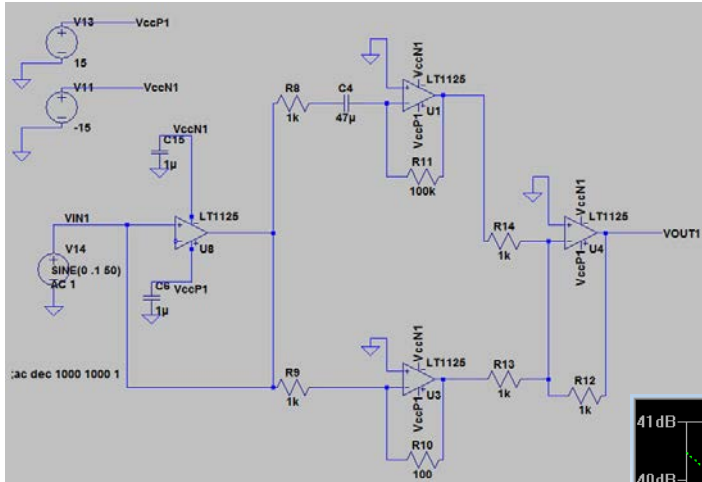 V13
VccP1
15
V11
VccN1
-15
R8
1k
C4
47µ
VccN1
LT1125
U1
VccP1
R11
100k
VccN1
C15
1µ
VIN1
LT1125
U8
V14
SINE(0 .1 50)
AC 1
C6
VccP1
1µ
R14
1k
VccN1
LT1125
U4
VccP1
VOUT1
;ac dec 1000 1000 1
R9
1k
VccN1
LT1125
U3
VccP1
R10
100
R13
1k
R12
1k
41dB
40dB